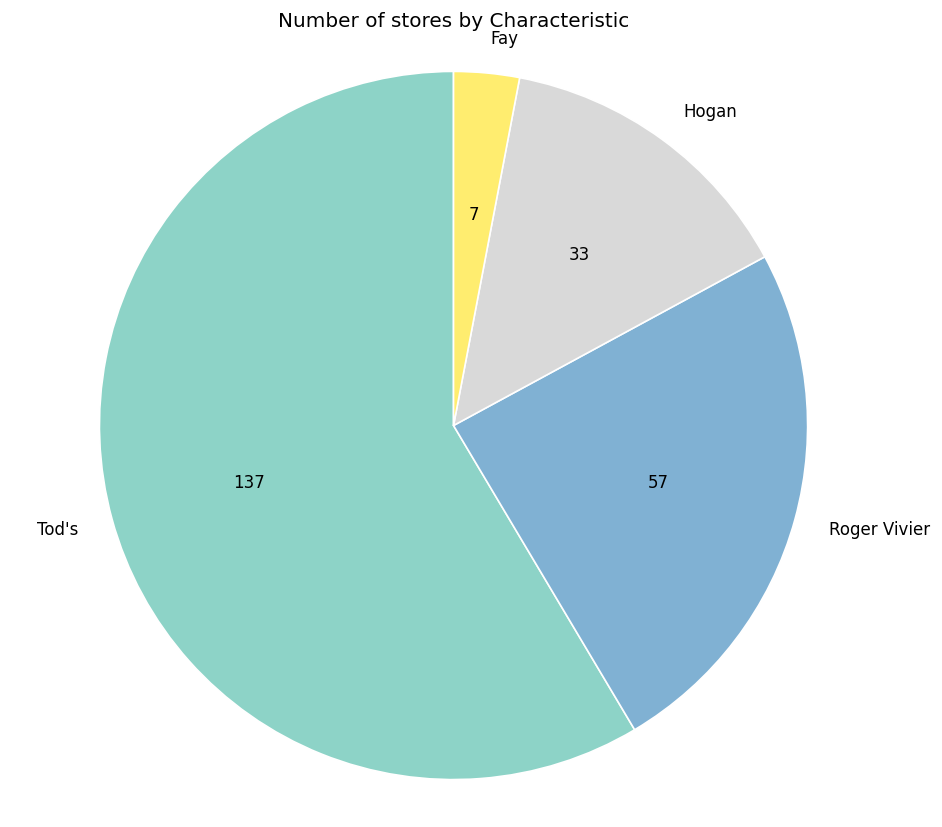 Number of stores by Characteristic
Fay
Hogan
7
33
137
57
Tod's
Roger Vivier